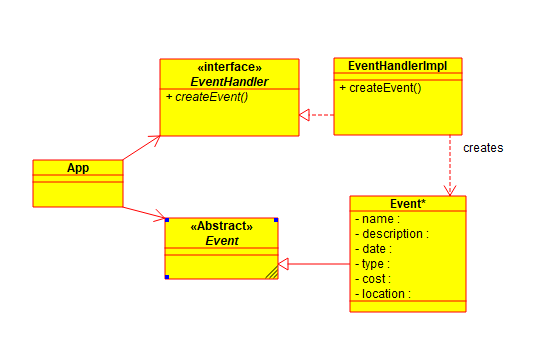 «interface»
EventHandler
+ createEvent()
EventHandlerImpl
+ createEvent()
creates
App
«Abstract»
Event
Event*
- name :
- description :
- date :
- type :
- cost :
- location :